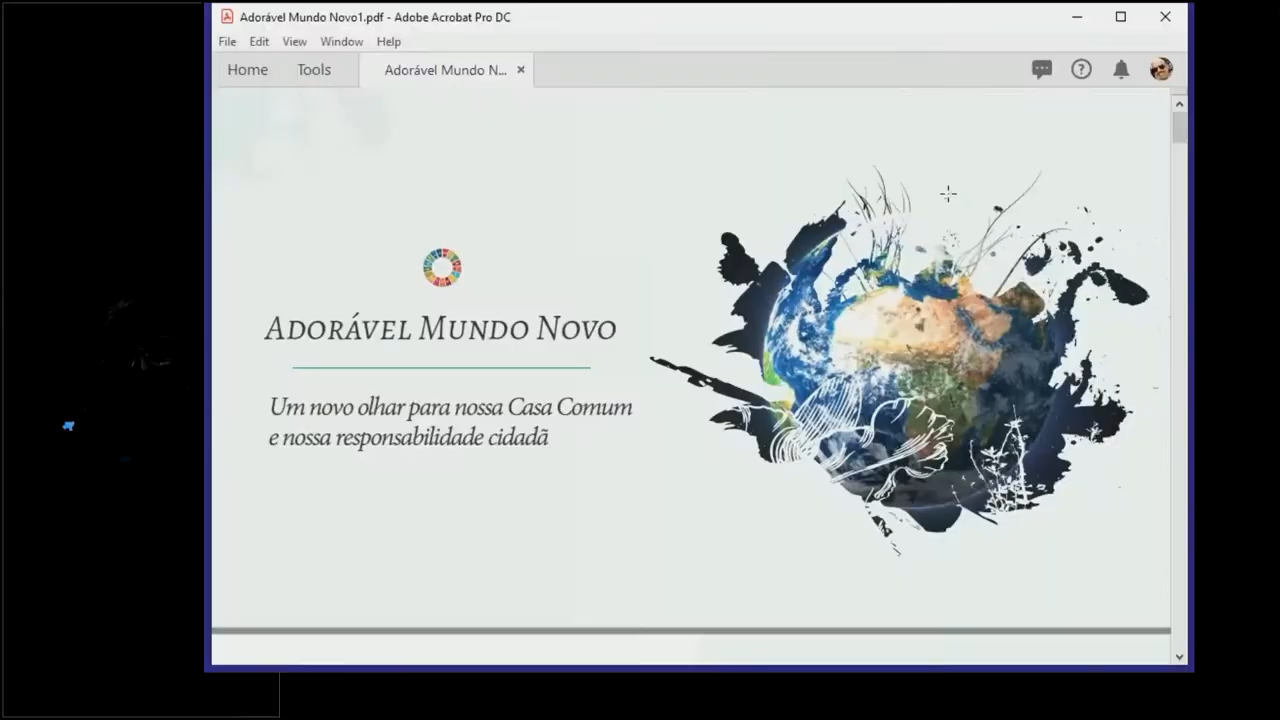 Adorável Mundo Novo1.pdf - Adobe Acrobat Pro DC
File Edit View Window Help
Home Tools Adorável Mundo N... ×
Adorável Mundo Novo
Um novo olhar para nossa Casa Comum
e nossa responsabilidade cidadã